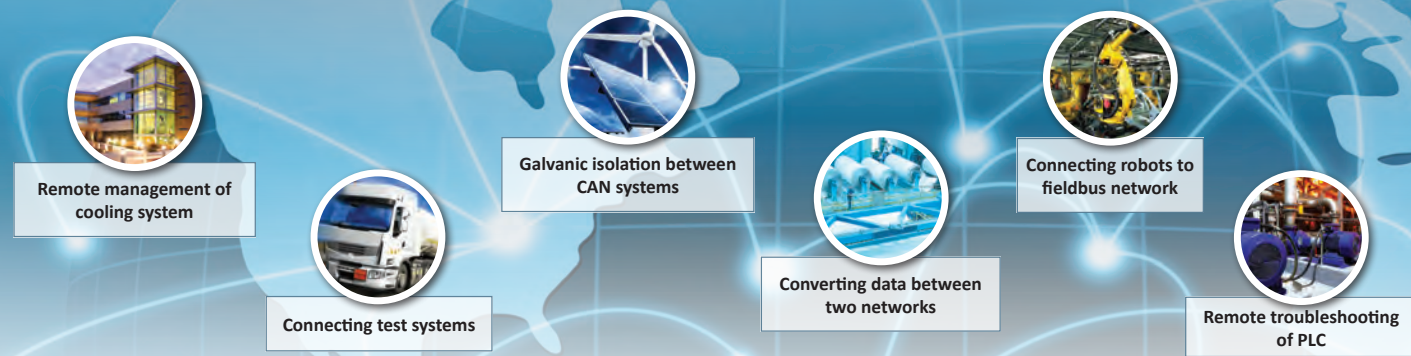 Remote management of
cooling system
Connecting test systems
Galvanic isolation between
CAN systems
Converting data between
two networks
Connecting robots to
fieldbus network
Remote troubleshooting
of PLC